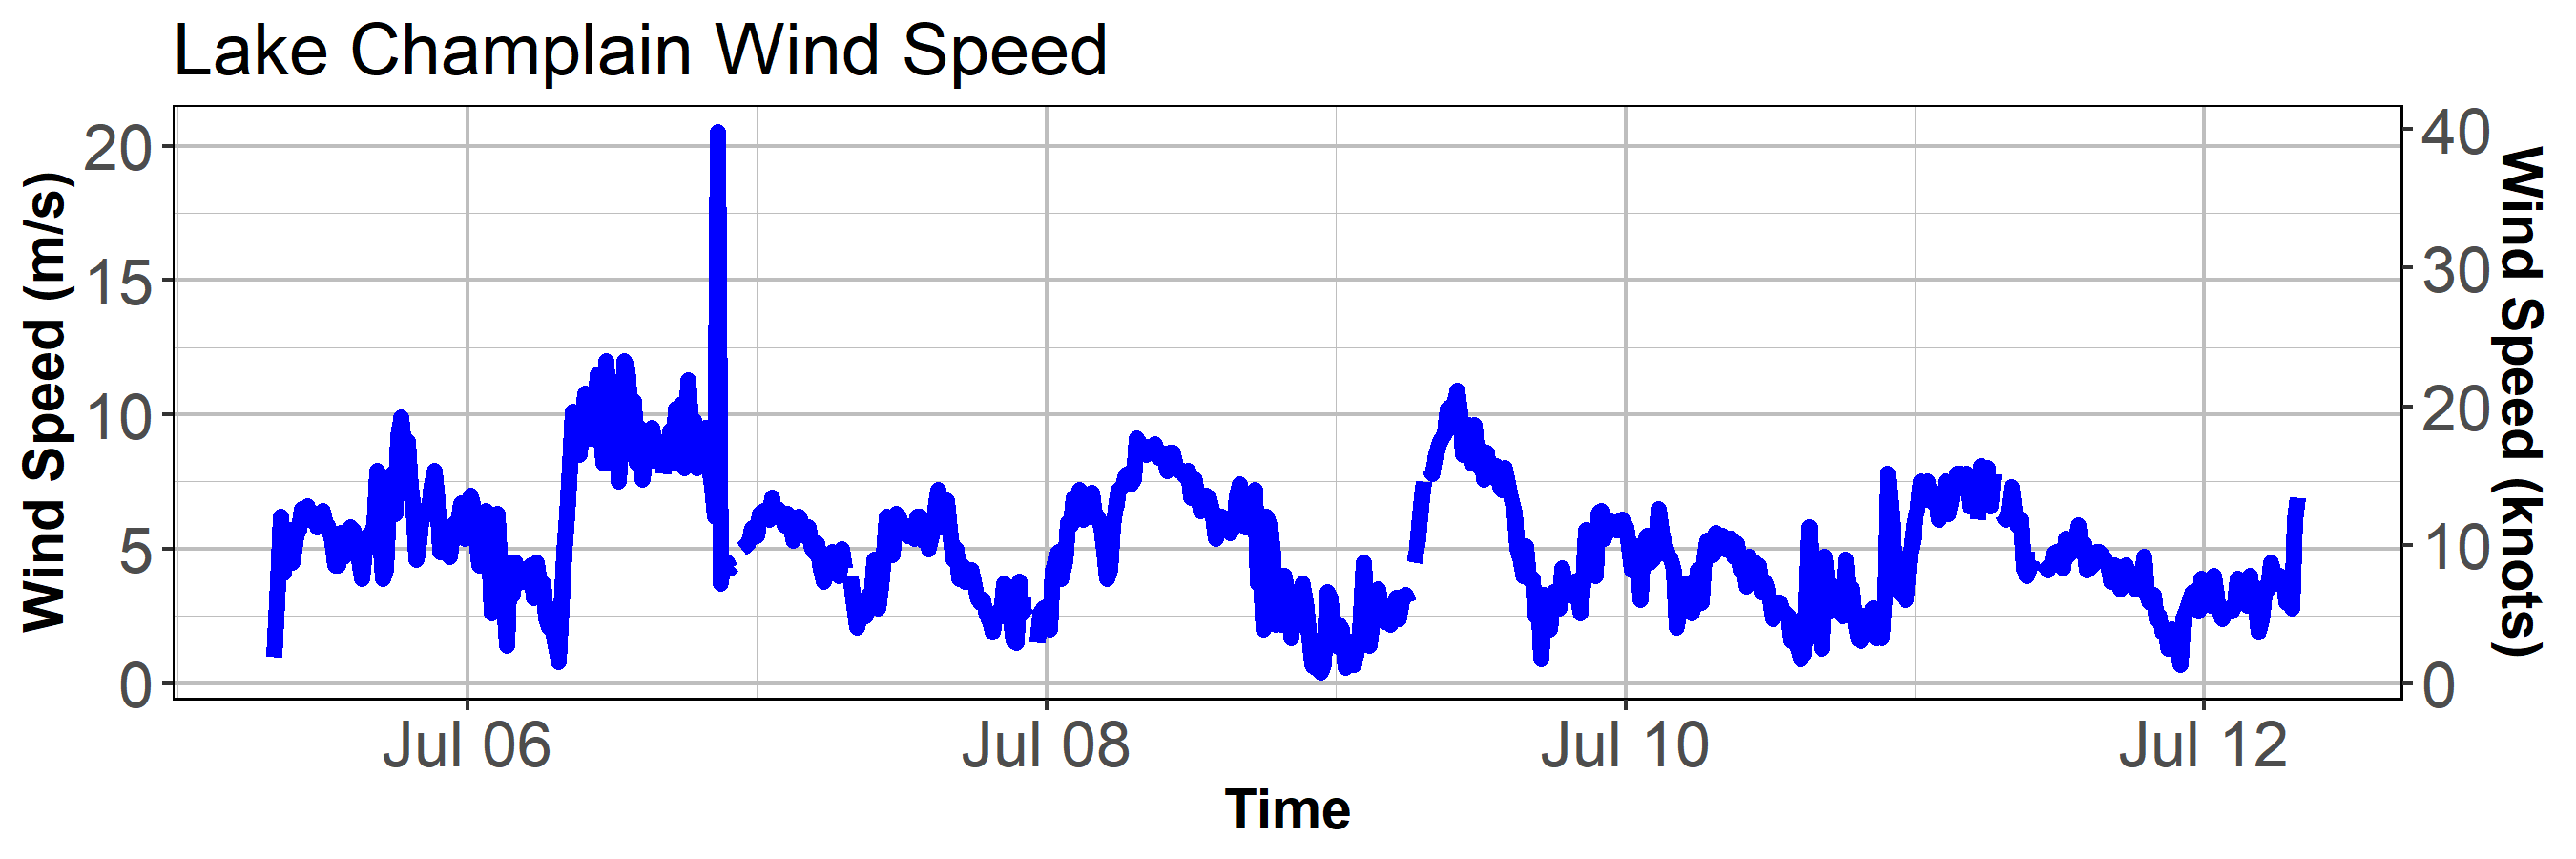 Lake Champlain Wind Speed
Wind Speed (m/s)
20
15
10
5
0
40
30
20
10
0
Wind Speed (knots)
Jul 06
Jul 08
Jul 10
Jul 12
Time